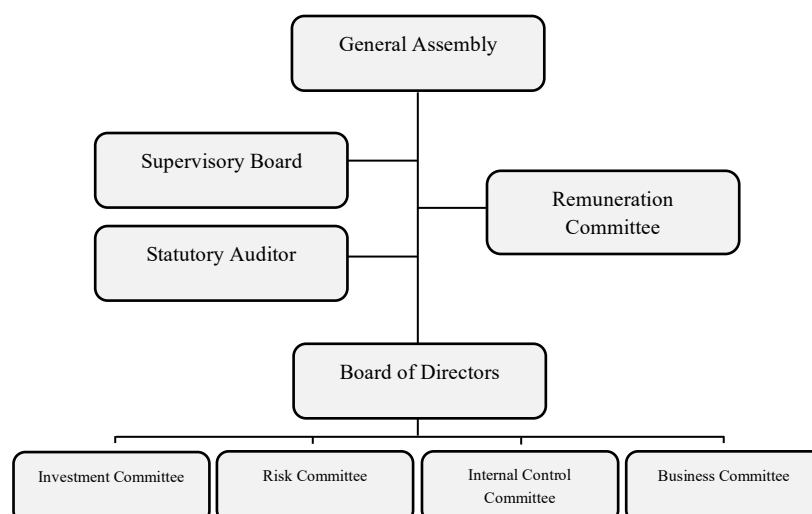 General Assembly
Supervisory Board
Remuneration
Committee
Statutory Auditor
Board of Directors
Investment Committee
Risk Committee
Internal Control
Committee
Business Committee